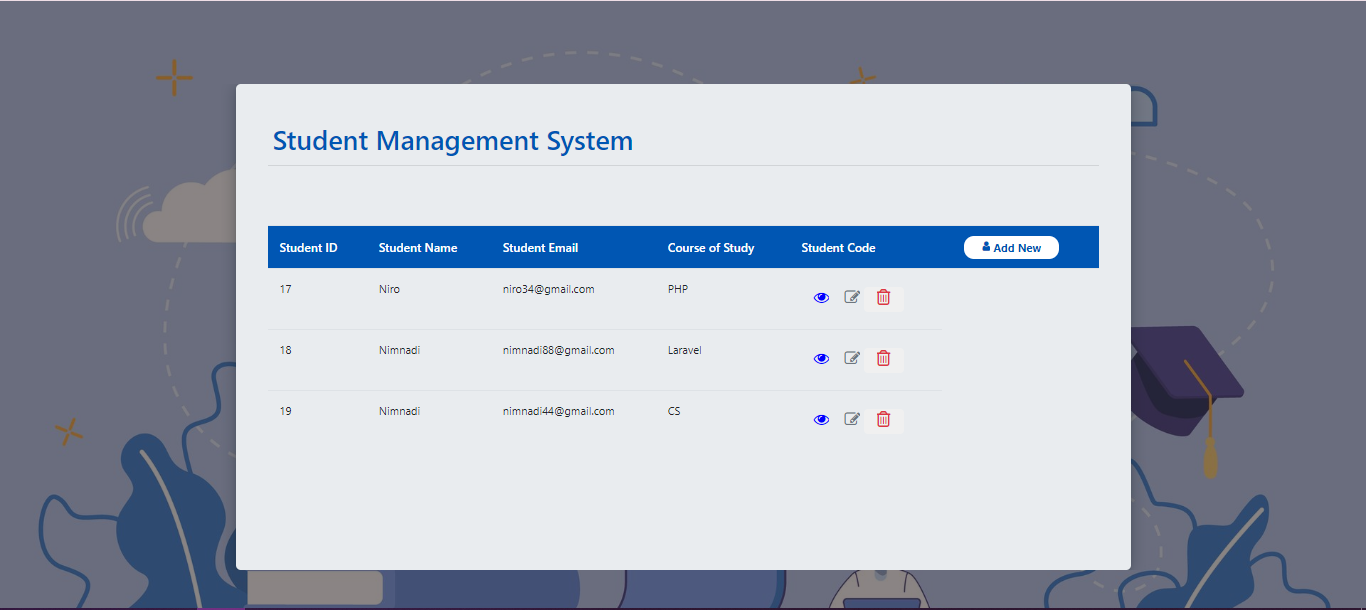 Student Management System
Student ID Student Name Student Email Course of Study Student Code Add New
17 Niro niro34@gmail.com PHP
18 Nimnadi nimnadi88@gmail.com Laravel
19 Nimnadi nimnadi44@gmail.com CS